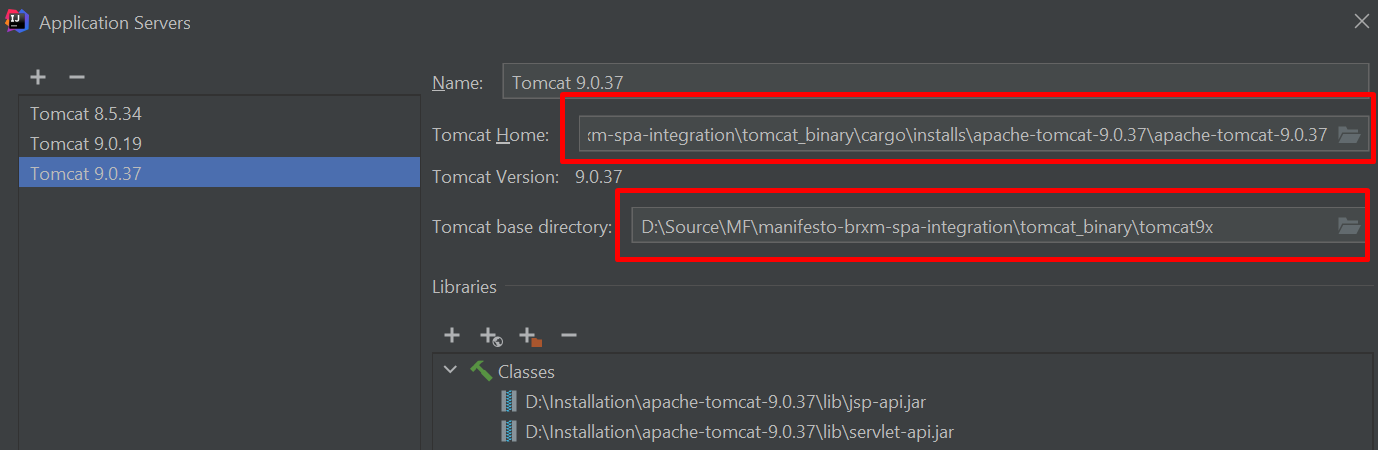 IJ Application Servers
Name: Tomcat 9.0.37
Tomcat 8.5.34
Tomcat 9.0.19
Tomcat 9.0.37
Tomcat Home: xm-spa-integration\tomcat_binary\cargo\installs\apache-tomcat-9.0.37\apache-tomcat-9.0.37
Tomcat Version: 9.0.37
Tomcat base directory: D:\Source\MF\manifesto-brxm-spa-integration\tomcat_binary\tomcat9x
Libraries
Classes
D:\Installation\apache-tomcat-9.0.37\lib\jsp-api.jar
D:\Installation\apache-tomcat-9.0.37\lib\servlet-api.jar